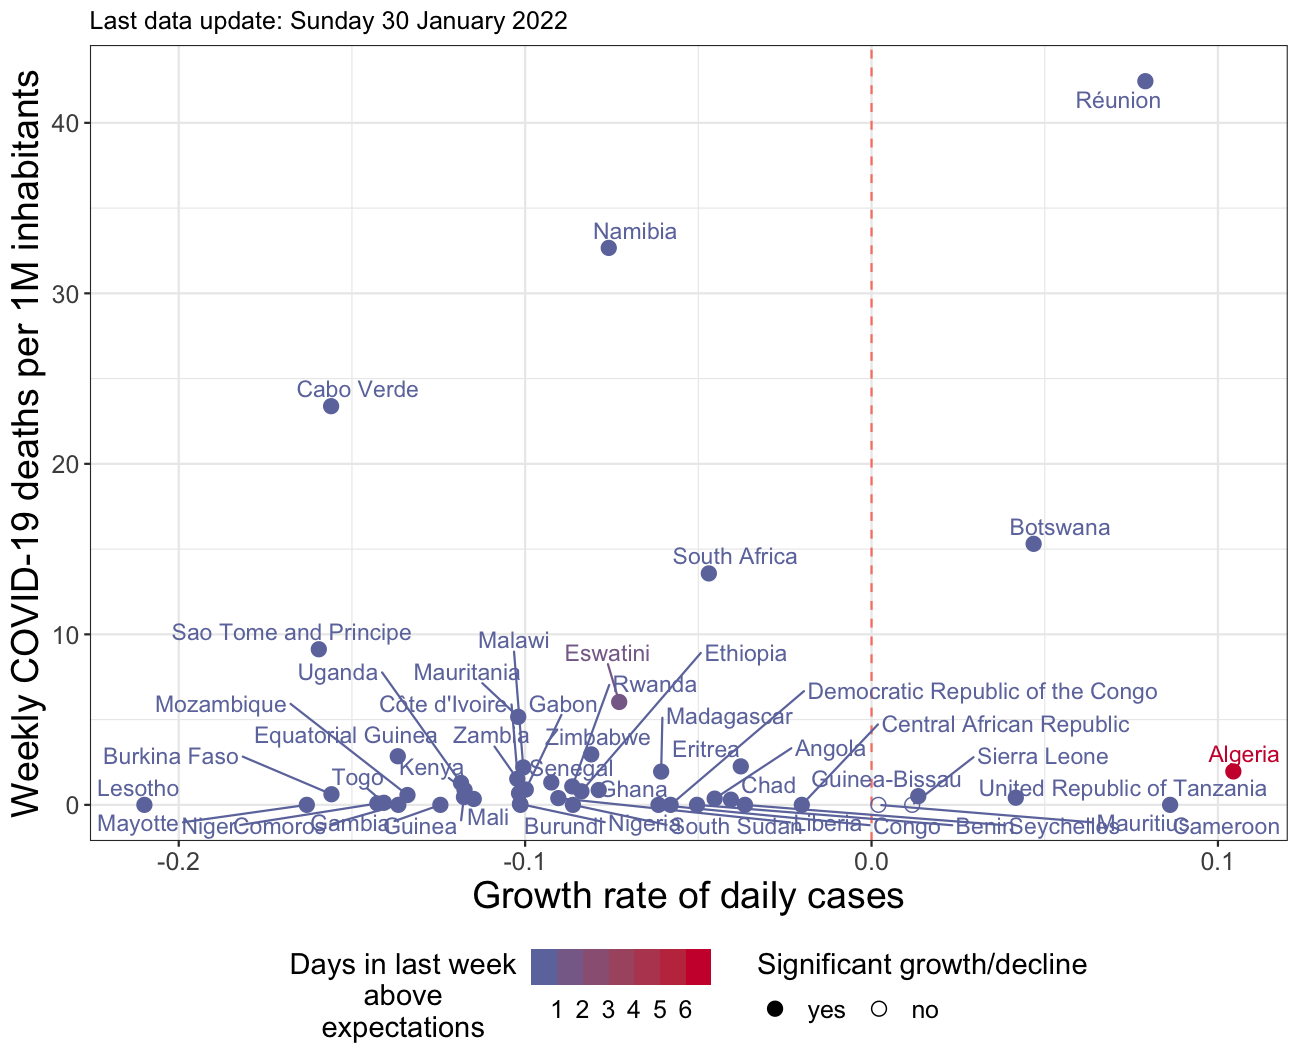 Last data update: Sunday 30 January 2022
Weekly COVID-19 deaths per 1M inhabitants
40
30
20
10
0
Réunion
Namibia
Cabo Verde
Botswana
South Africa
Sao Tome and Principe
Malawi
Eswatini
Ethiopia
Uganda
Mauritania
Rwanda
Democratic Republic of the Congo
Mozambique
Côte d'Ivoire
Gabon
Madagascar
Central African Republic
Equatorial Guinea
Zambia
Zimbabwe
Eritrea
Angola
Burkina Faso
Sierra Leone
Algeria
Togo
Kenya
Senegal
Guinea-Bissau
Lesotho
Ghana
Chad
United Republic of Tanzania
Mayotte
Niger
Comoros
Gambia
Guinea
Mali
Burundi
Nigeria
South Sudan
Liberia
Congo
Benin
Seychelles
Mauritius
Cameroon
-0.2
-0.1
0.0
0.1
Growth rate of daily cases
Days in last week
above
expectations
1 2 3 4 5 6
Significant growth/decline
yes
no